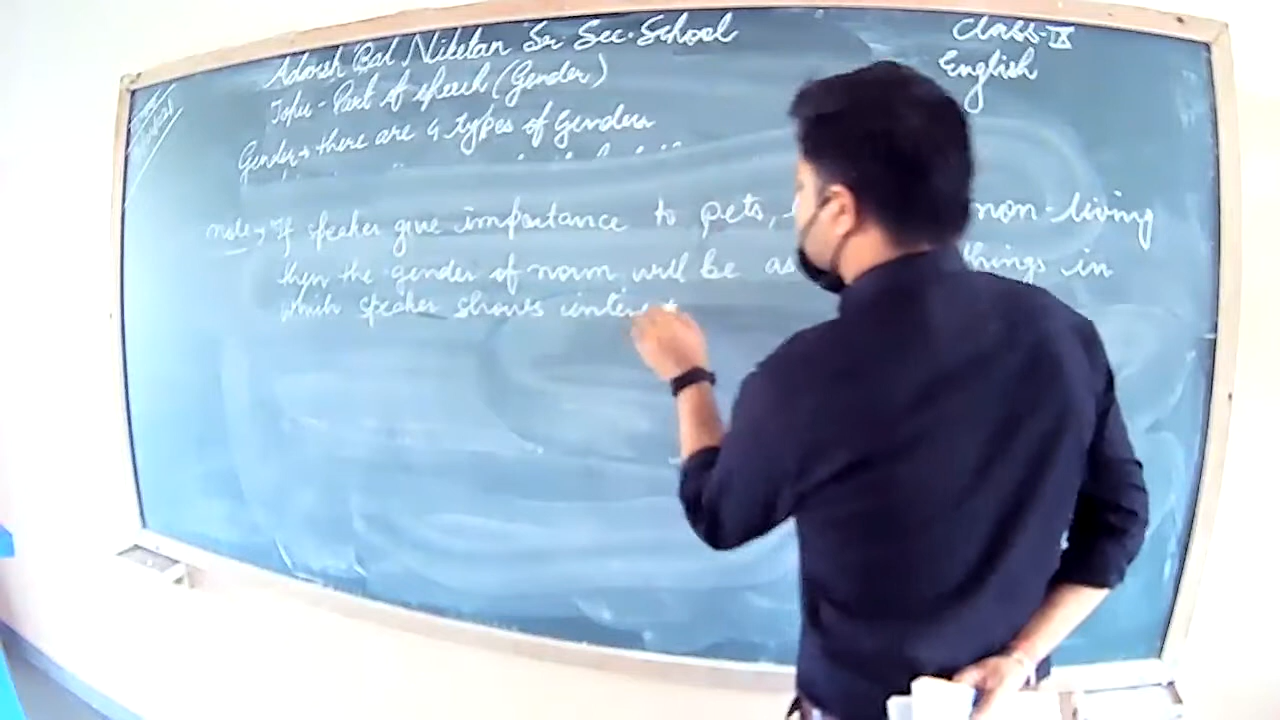 Adarsh Bal Niketan Sr. Sec. School
Class-IX
English
Topic - Part of speech (Gender)
Gender → there are 4 types of Genders
note → If speaker give importance to pets, non-living
then the gender of noun will be as things in
which speaker shows interest